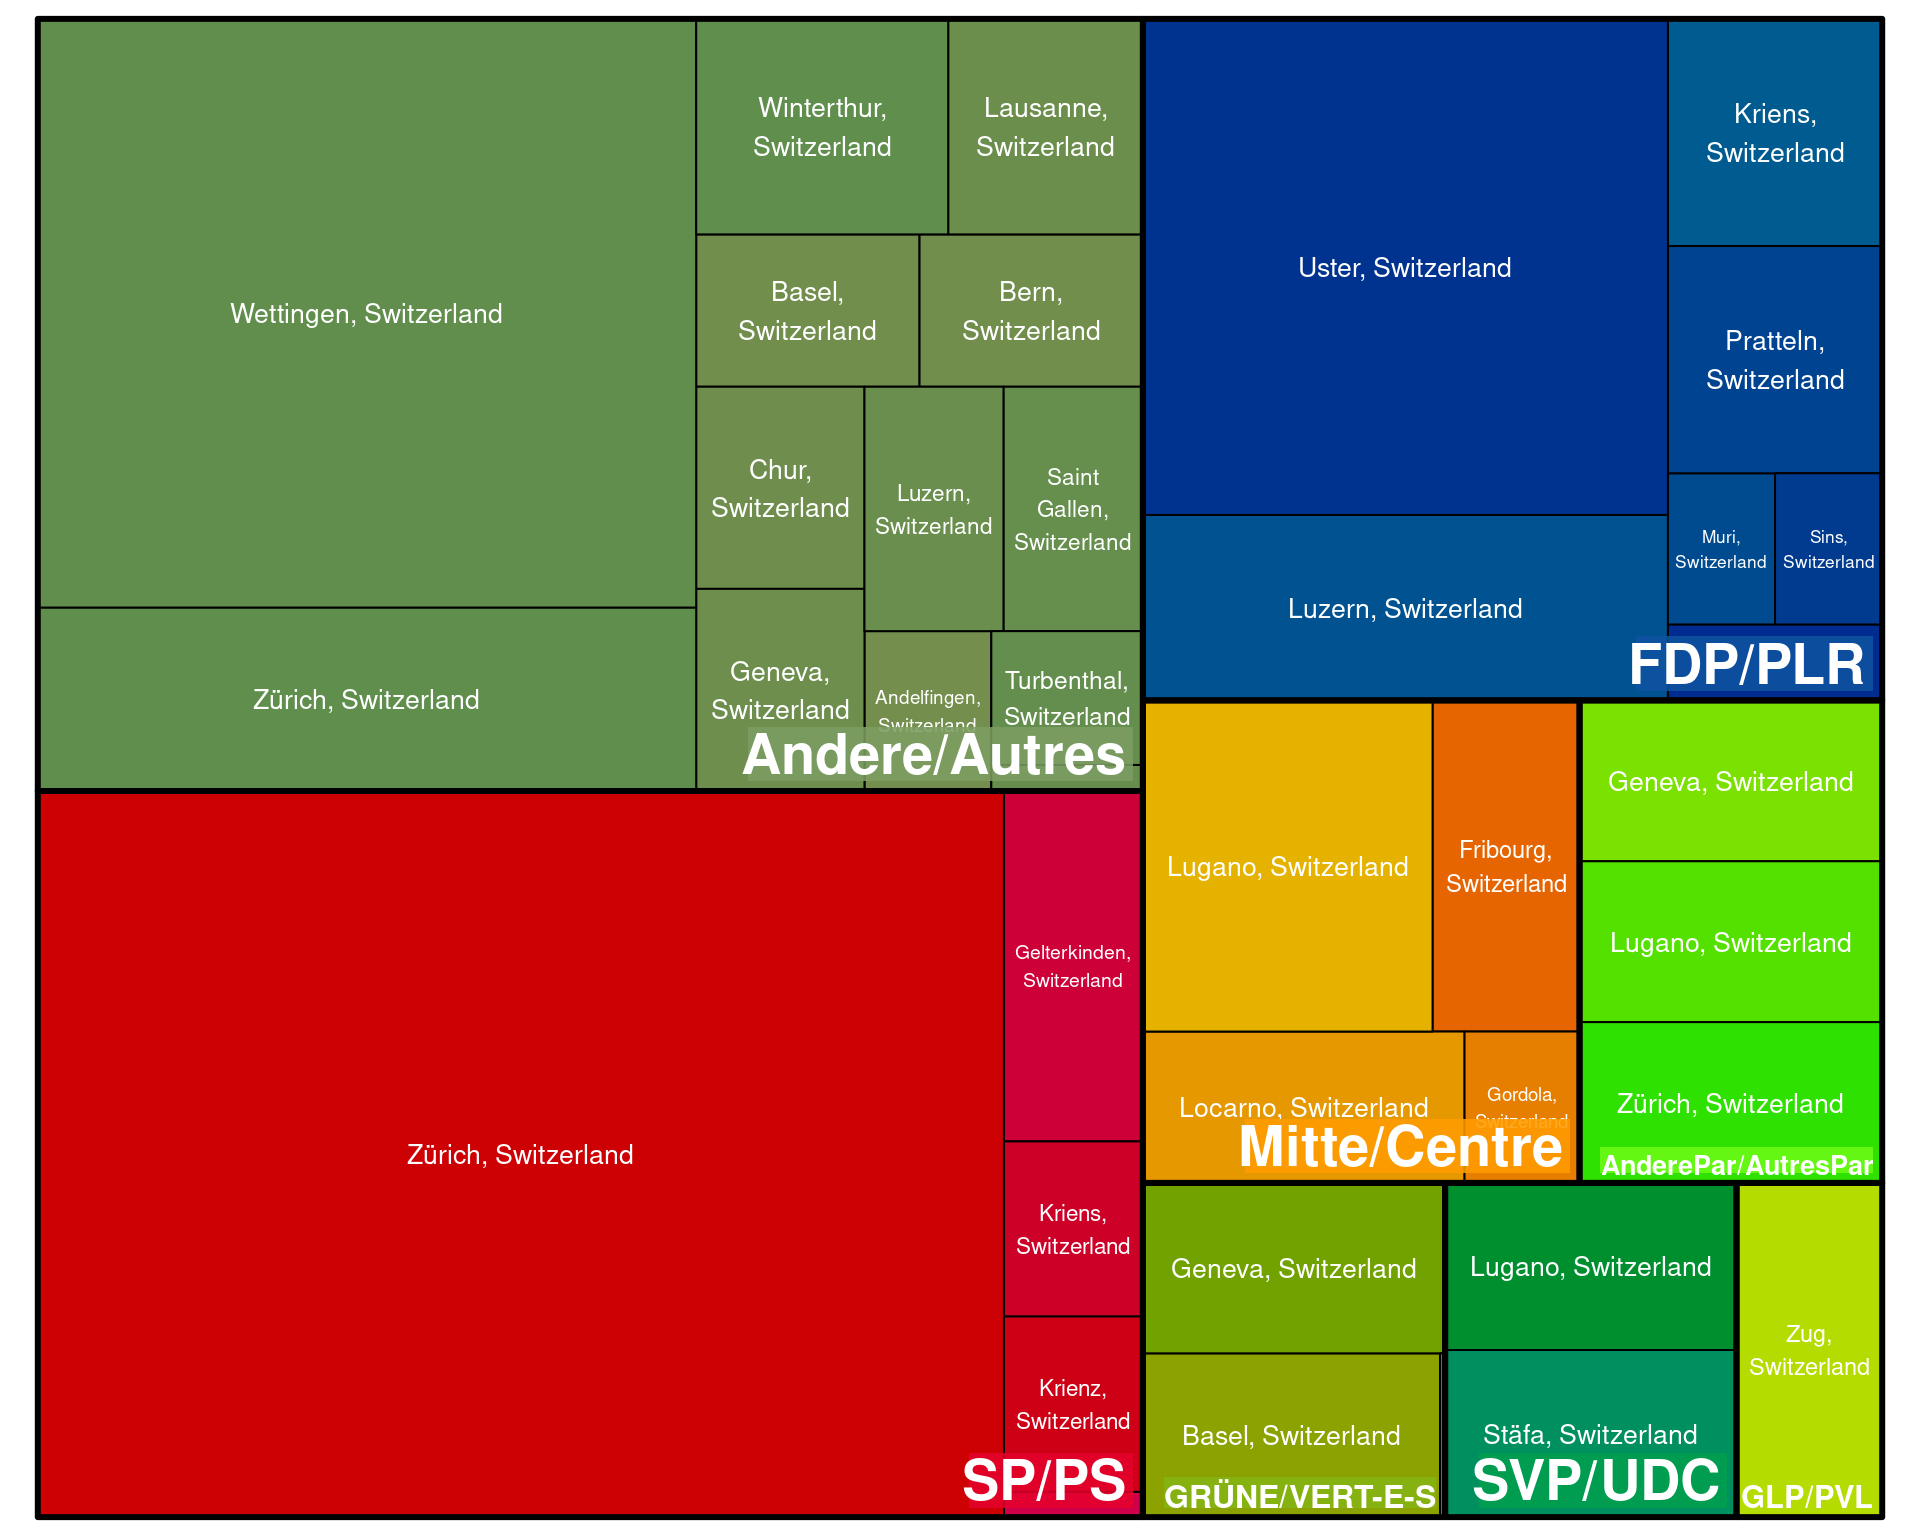 Wettingen, Switzerland
Zürich, Switzerland
Winterthur,
Switzerland
Lausanne,
Switzerland
Basel,
Switzerland
Bern,
Switzerland
Chur,
Switzerland
Luzern,
Switzerland
Saint
Gallen,
Switzerland
Geneva,
Switzerland
Andelfingen,
Switzerland
Turbenthal,
Switzerland
Andere/Autres
Uster, Switzerland
Luzern, Switzerland
Kriens,
Switzerland
Pratteln,
Switzerland
Muri,
Switzerland
Sins,
Switzerland
FDP/PLR
Zürich, Switzerland
Gelterkinden,
Switzerland
Kriens,
Switzerland
Krienz,
Switzerland
SP/PS
Lugano, Switzerland
Fribourg,
Switzerland
Locarno, Switzerland
Gordola,
Switzerland
Mitte/Centre
Geneva, Switzerland
Lugano, Switzerland
Zürich, Switzerland
AnderePar/AutresPar
Geneva, Switzerland
Basel, Switzerland
GRÜNE/VERT-E-S
Lugano, Switzerland
Stäfa, Switzerland
SVP/UDC
Zug,
Switzerland
GLP/PVL